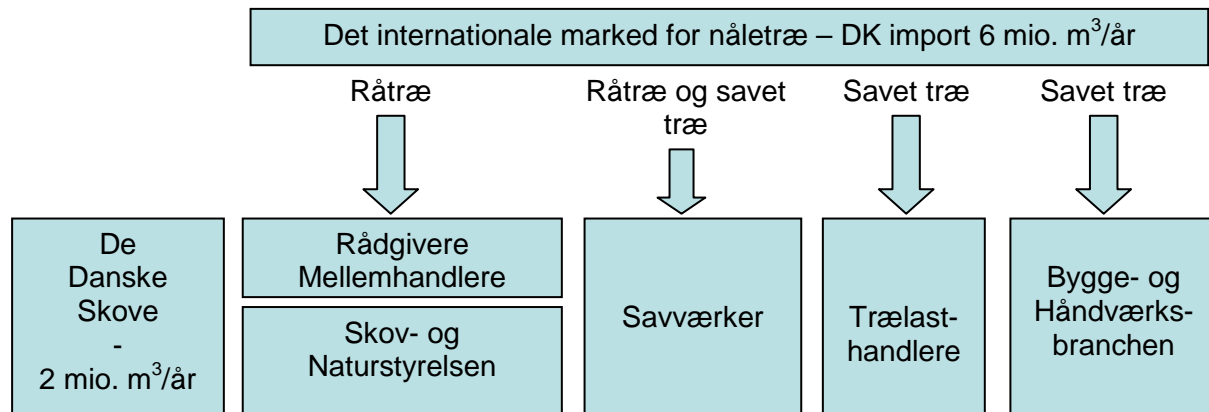 Det internationale marked for nåletræ – DK import 6 mio. m³/år
Råtræ
Råtræ og savet
træ
Savet træ
Savet træ
De
Danske
Skove
-
2 mio. m³/år
Rådgivere
Mellemhandlere
Skov- og
Naturstyrelsen
Savværker
Trælast-
handlere
Bygge- og
Håndværks-
branchen